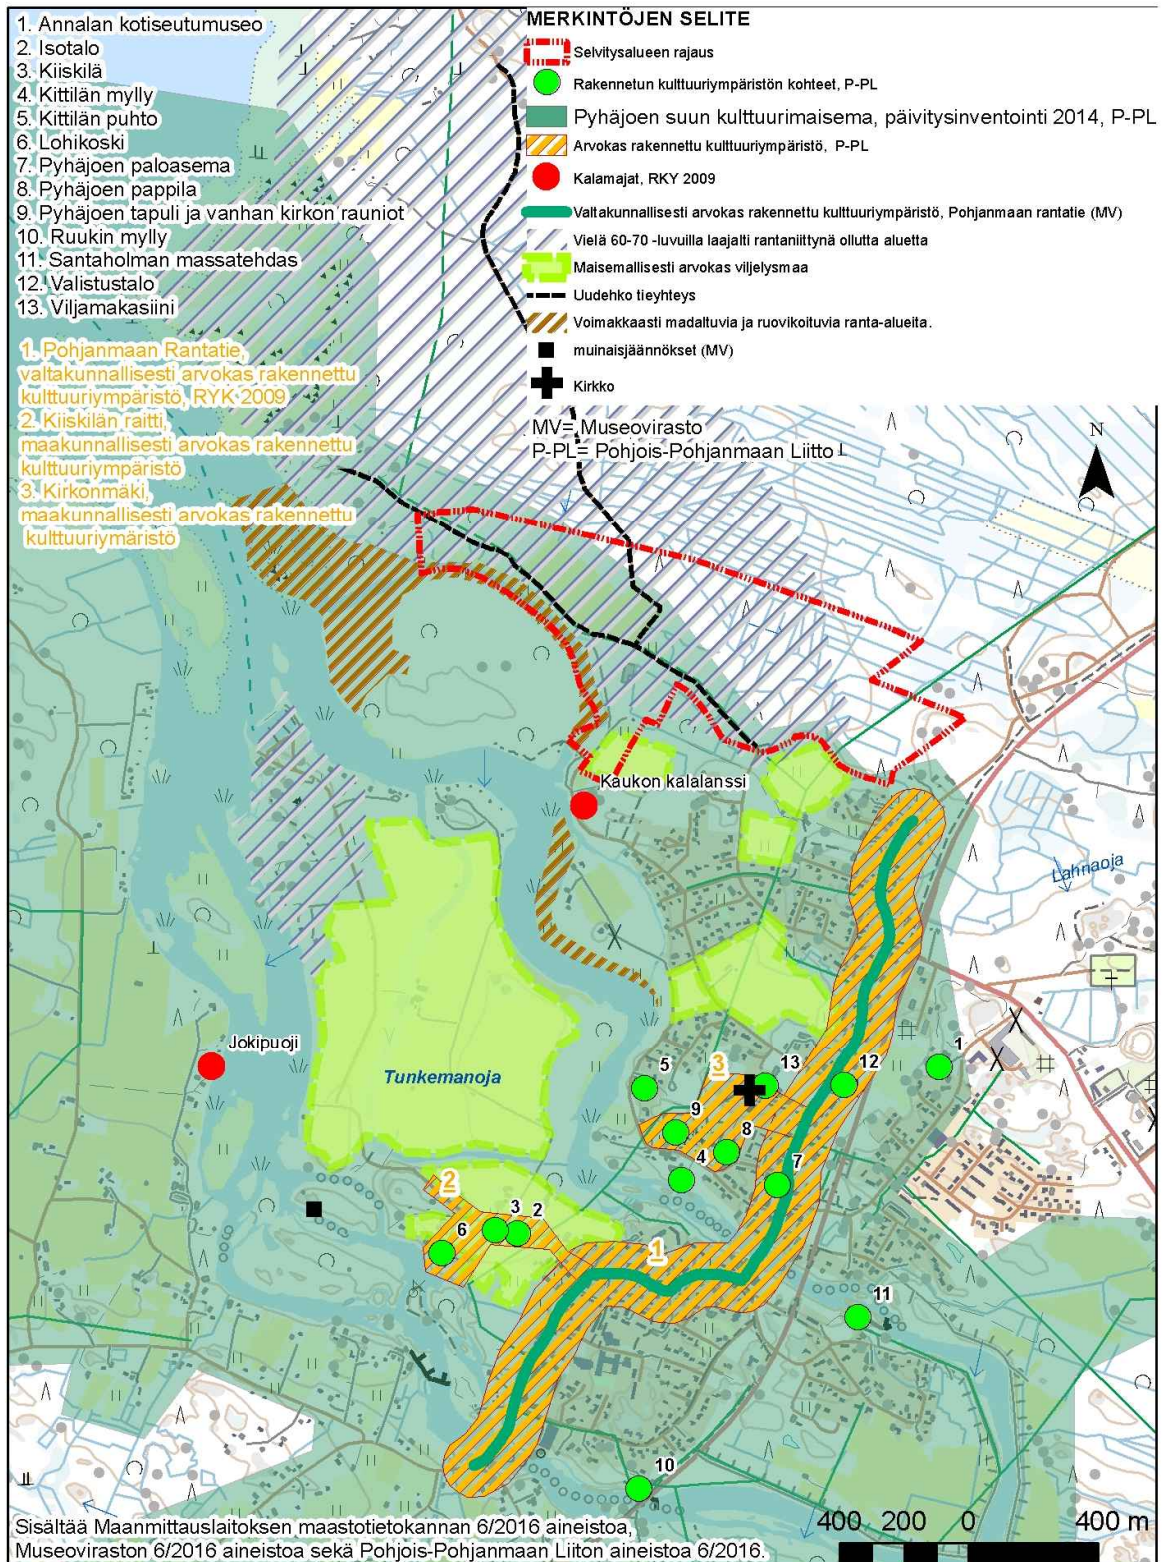 1. Annalan kotiseutumuseo
2. Isotalo
3. Kiiskilä
4. Kittilän mylly
5. Kittilän puhto
6. Lohikoski
7. Pyhäjoen paloasema
8. Pyhäjoen pappila
9. Pyhäjoen tapuli ja vanhan kirkon rauniot
10. Ruukin mylly
11. Santaholman massatehdas
12. Valistustalo
13. Viljamakasiini
1. Pohjanmaan Rantatie,
valtakunnallisesti arvokas rakennettu
kulttuuriympäristö, RYK 2009
2. Kiiskilän raitti,
maakunnallisesti arvokas rakennettu
kulttuuriympäristö
3. Kirkonmäki,
maakunnallisesti arvokas rakennettu
kulttuuriymäristö
MERKINTÖJEN SELITE
Selvitysalueen rajaus
Rakennetun kulttuuriympäristön kohteet, P-PL
Pyhäjoen suun kulttuurimaisema, päivitysinventointi 2014, P-PL
Arvokas rakennettu kulttuuriympäristö, P-PL
Kalamajat, RKY 2009
Valtakunnallisesti arvokas rakennettu kulttuuriympäristö, Pohjanmaan rantatie (MV)
Vielä 60-70 -luvuilla laajalti rantaniittynä ollutta aluetta
Maisemallisesti arvokas viljelysmaa
Uudehko tieyhteys
Voimakkaasti madaltuvia ja ruovikoituvia ranta-alueita.
muinaisjäännökset (MV)
Kirkko
MV= Museovirasto
P-PL= Pohjois-Pohjanmaan Liitto
N
Kaukon kalalanssi
Lahnaoja
Jokipuoji
Tunkemanoja
5
3
13
12
1
9
8
4
7
2
3
2
6
1
11
10
400 200 0 400 m
Sisältää Maanmittauslaitoksen maastotietokannan 6/2016 aineistoa,
Museoviraston 6/2016 aineistoa sekä Pohjois-Pohjanmaan Liiton aineistoa 6/2016.